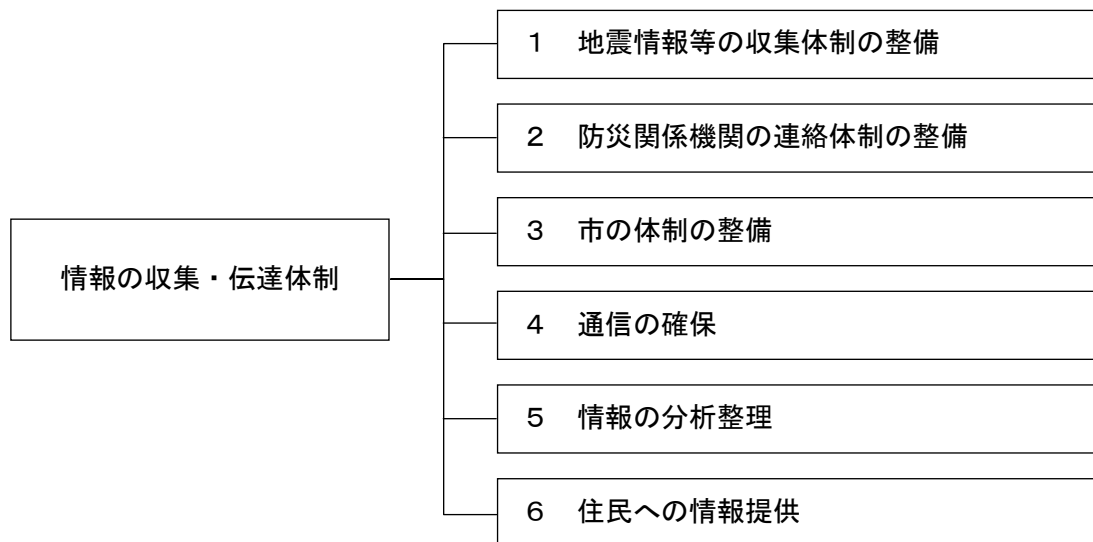 1 地震情報等の収集体制の整備
2 防災関係機関の連絡体制の整備
3 市の体制の整備
情報の収集・伝達体制
4 通信の確保
5 情報の分析整理
6 住民への情報提供